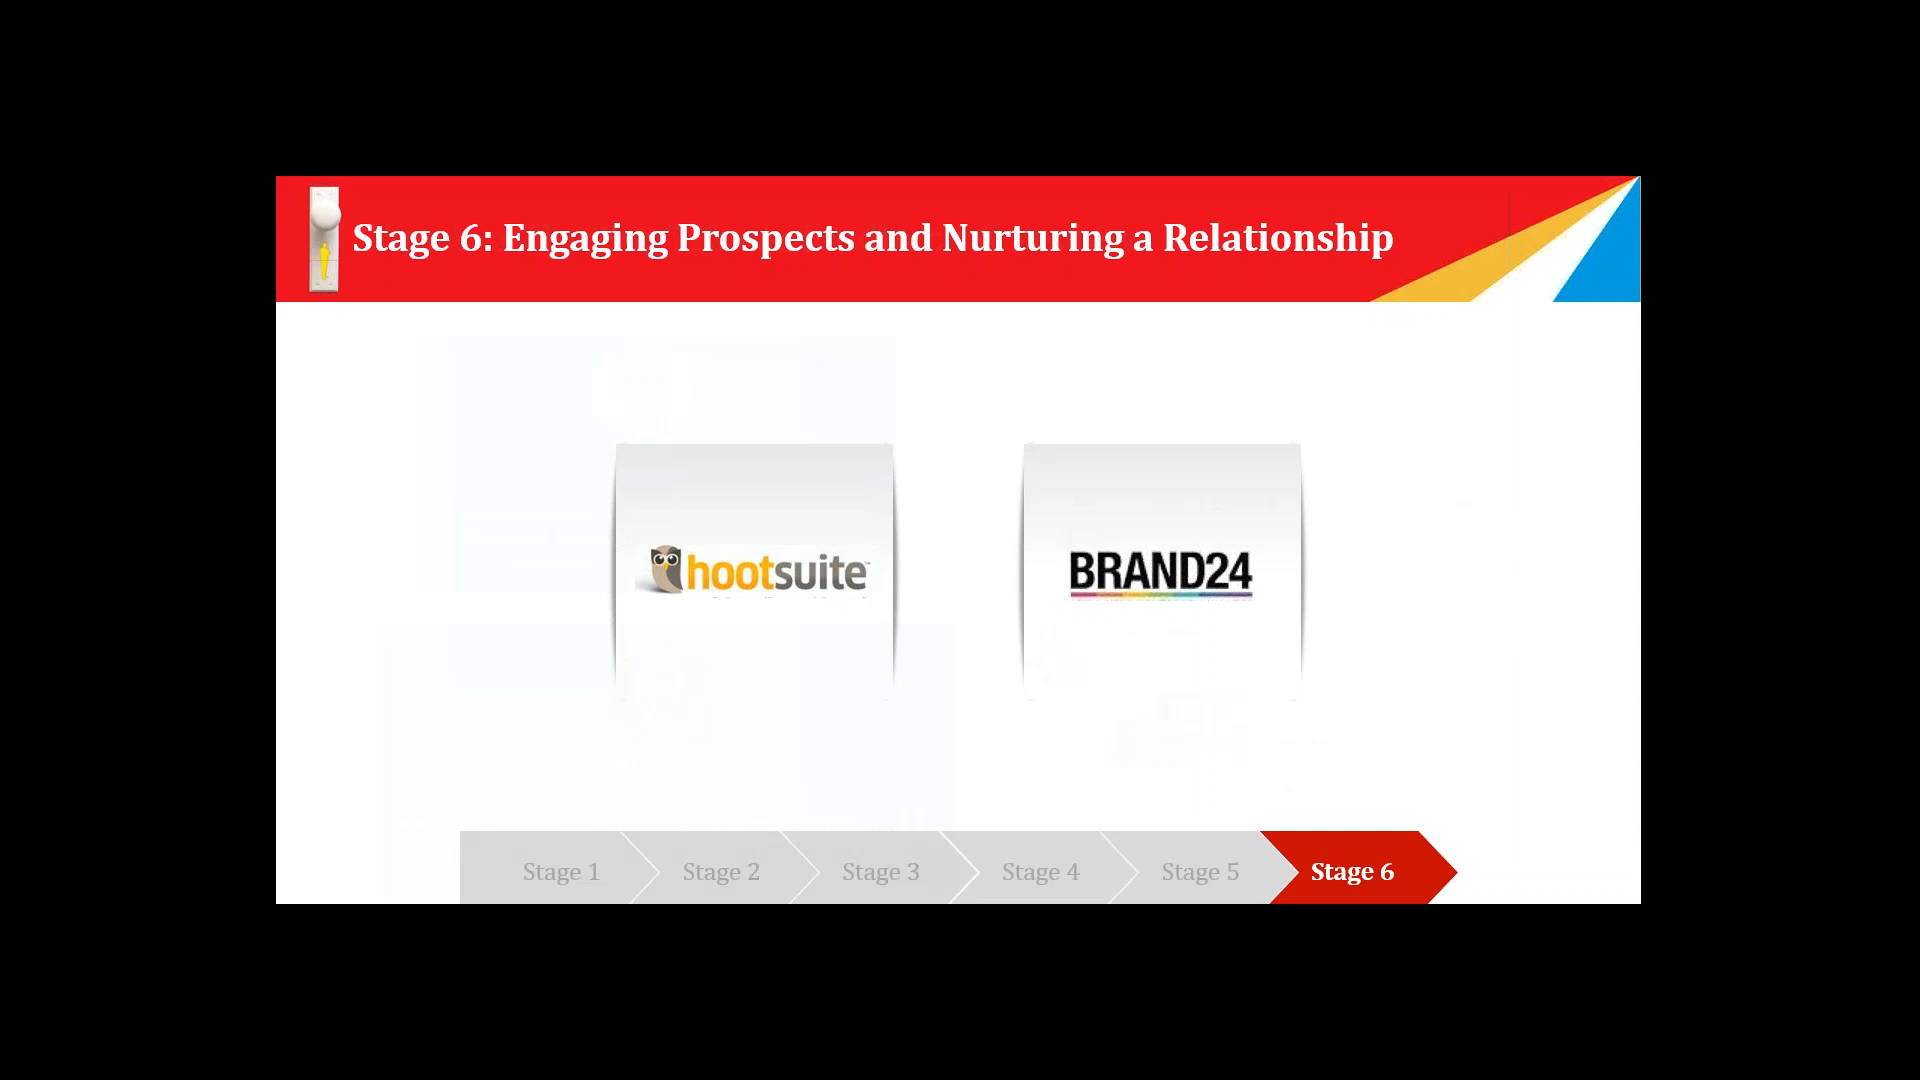 Stage 6: Engaging Prospects and Nurturing a Relationship
hootsuite™
BRAND24
Stage 1
Stage 2
Stage 3
Stage 4
Stage 5
Stage 6